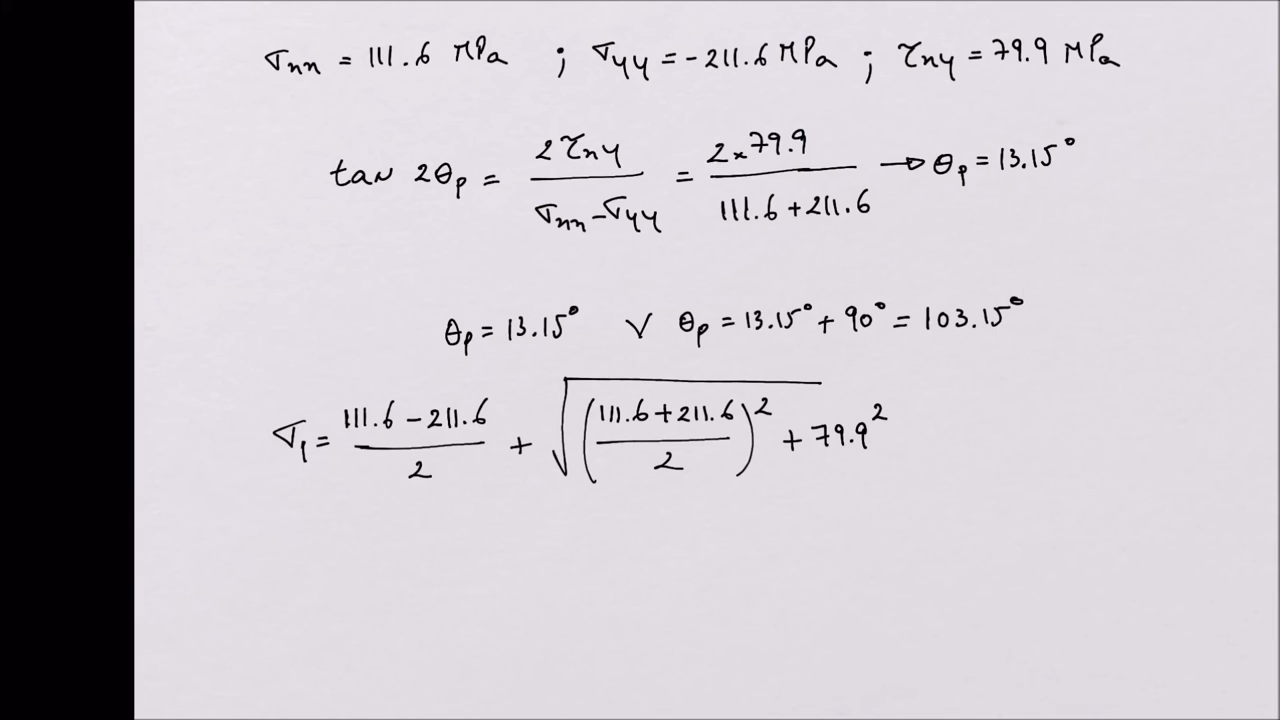 σxx = 111.6 MPa ; σyy = -211.6 MPa ; τxy = 79.9 MPa
tan 2θp = 2τxy / (σxx - σyy) = 2×79.9 / (111.6 + 211.6) → θp = 13.15°
θp = 13.15° ∨ θp = 13.15° + 90° = 103.15°
σ1 = (111.6 - 211.6) / 2 + √(((111.6 + 211.6) / 2)² + 79.9²)